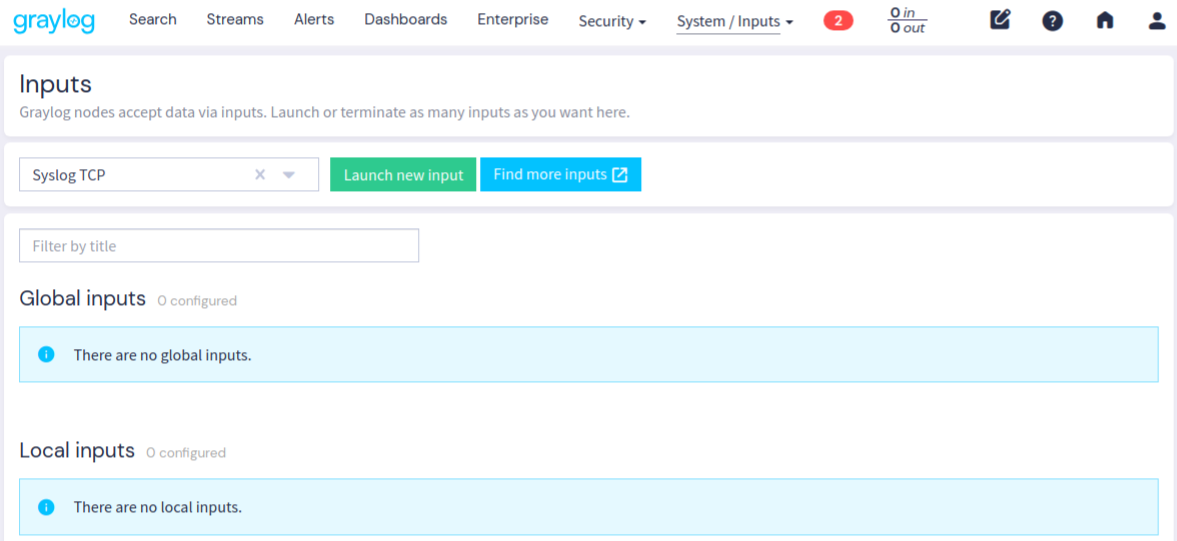 graylog Search Streams Alerts Dashboards Enterprise Security System / Inputs 2 0 in
0 out
Inputs
Graylog nodes accept data via inputs. Launch or terminate as many inputs as you want here.
Syslog TCP Launch new input Find more inputs
Filter by title
Global inputs 0 configured
There are no global inputs.
Local inputs 0 configured
There are no local inputs.